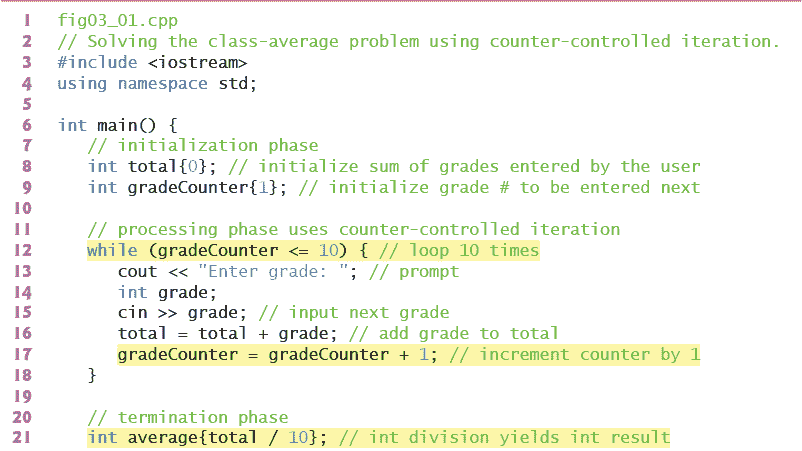 1 fig03_01.cpp
2 // Solving the class-average problem using counter-controlled iteration.
3 #include <iostream>
4 using namespace std;
5
6 int main() {
7 // initialization phase
8 int total{0}; // initialize sum of grades entered by the user
9 int gradeCounter{1}; // initialize grade # to be entered next
10
11 // processing phase uses counter-controlled iteration
12 while (gradeCounter <= 10) { // loop 10 times
13 cout << "Enter grade: "; // prompt
14 int grade;
15 cin >> grade; // input next grade
16 total = total + grade; // add grade to total
17 gradeCounter = gradeCounter + 1; // increment counter by 1
18 }
19
20 // termination phase
21 int average{total / 10}; // int division yields int result